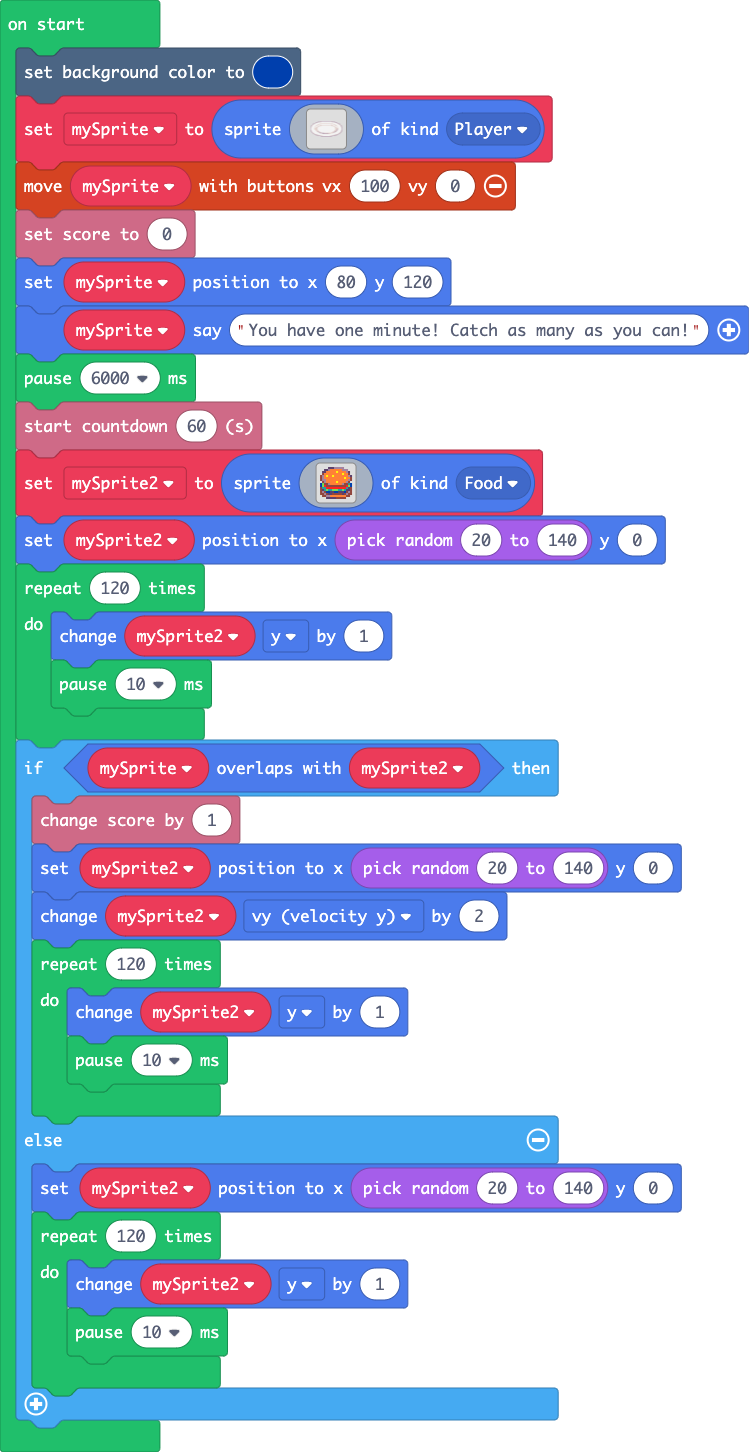 on start
set background color to
set mySprite to sprite of kind Player
move mySprite with buttons vx 100 vy 0
set score to 0
set mySprite position to x 80 y 120
mySprite say "You have one minute! Catch as many as you can!"
pause 6000 ms
start countdown 60 (s)
set mySprite2 to sprite of kind Food
set mySprite2 position to x pick random 20 to 140 y 0
repeat 120 times
do change mySprite2 y by 1
pause 10 ms
if mySprite overlaps with mySprite2 then
change score by 1
set mySprite2 position to x pick random 20 to 140 y 0
change mySprite2 vy (velocity y) by 2
repeat 120 times
do change mySprite2 y by 1
pause 10 ms
else
set mySprite2 position to x pick random 20 to 140 y 0
repeat 120 times
do change mySprite2 y by 1
pause 10 ms